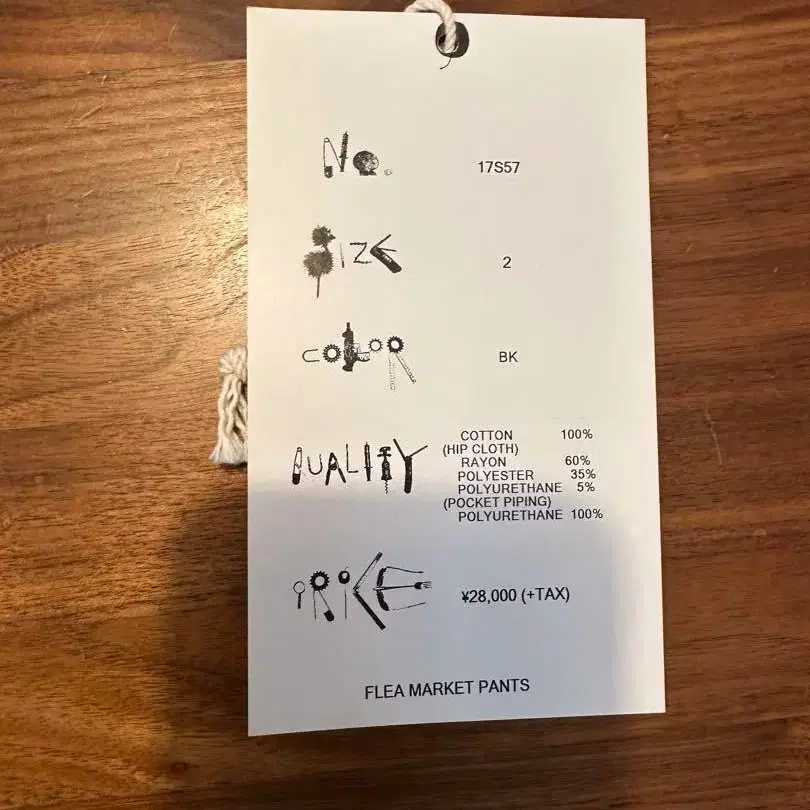 No. 17S57
SIZE 2
COLOR BK
QUALITY COTTON 100%
(HIP CLOTH)
RAYON 60%
POLYESTER 35%
POLYURETHANE 5%
(POCKET PIPING)
POLYURETHANE 100%
PRICE ¥28,000 (+TAX)
FLEA MARKET PANTS